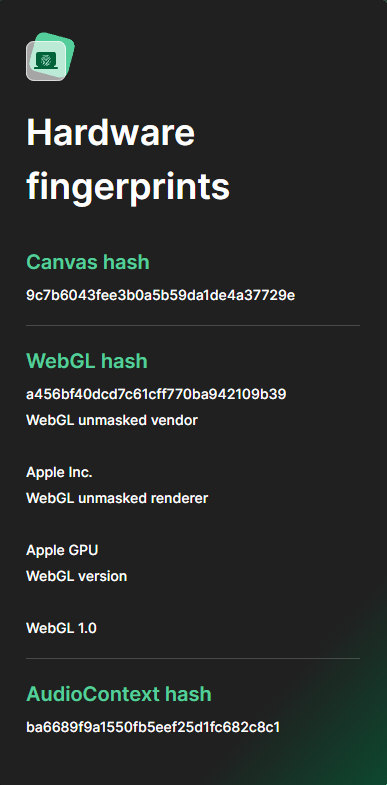 Hardware
fingerprints
Canvas hash
9c7b6043fee3b0a5b59da1de4a37729e
WebGL hash
a456bf40dcd7c61cff770ba942109b39
WebGL unmasked vendor
Apple Inc.
WebGL unmasked renderer
Apple GPU
WebGL version
WebGL 1.0
AudioContext hash
ba6689f9a1550fb5eef25d1fc682c8c1